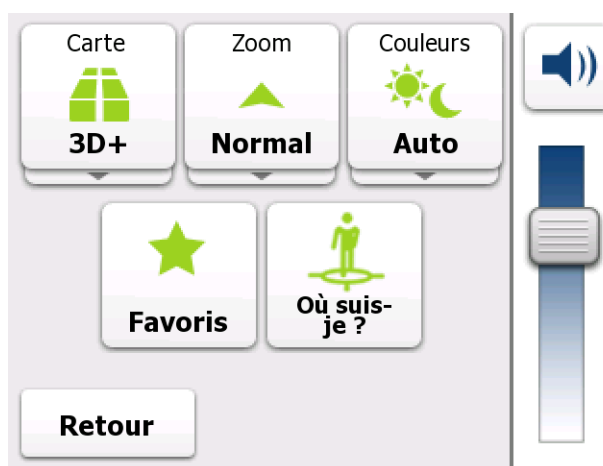 Carte
3D+
Zoom
Normal
Couleurs
Auto
Favoris
Où suis-
je ?
Retour